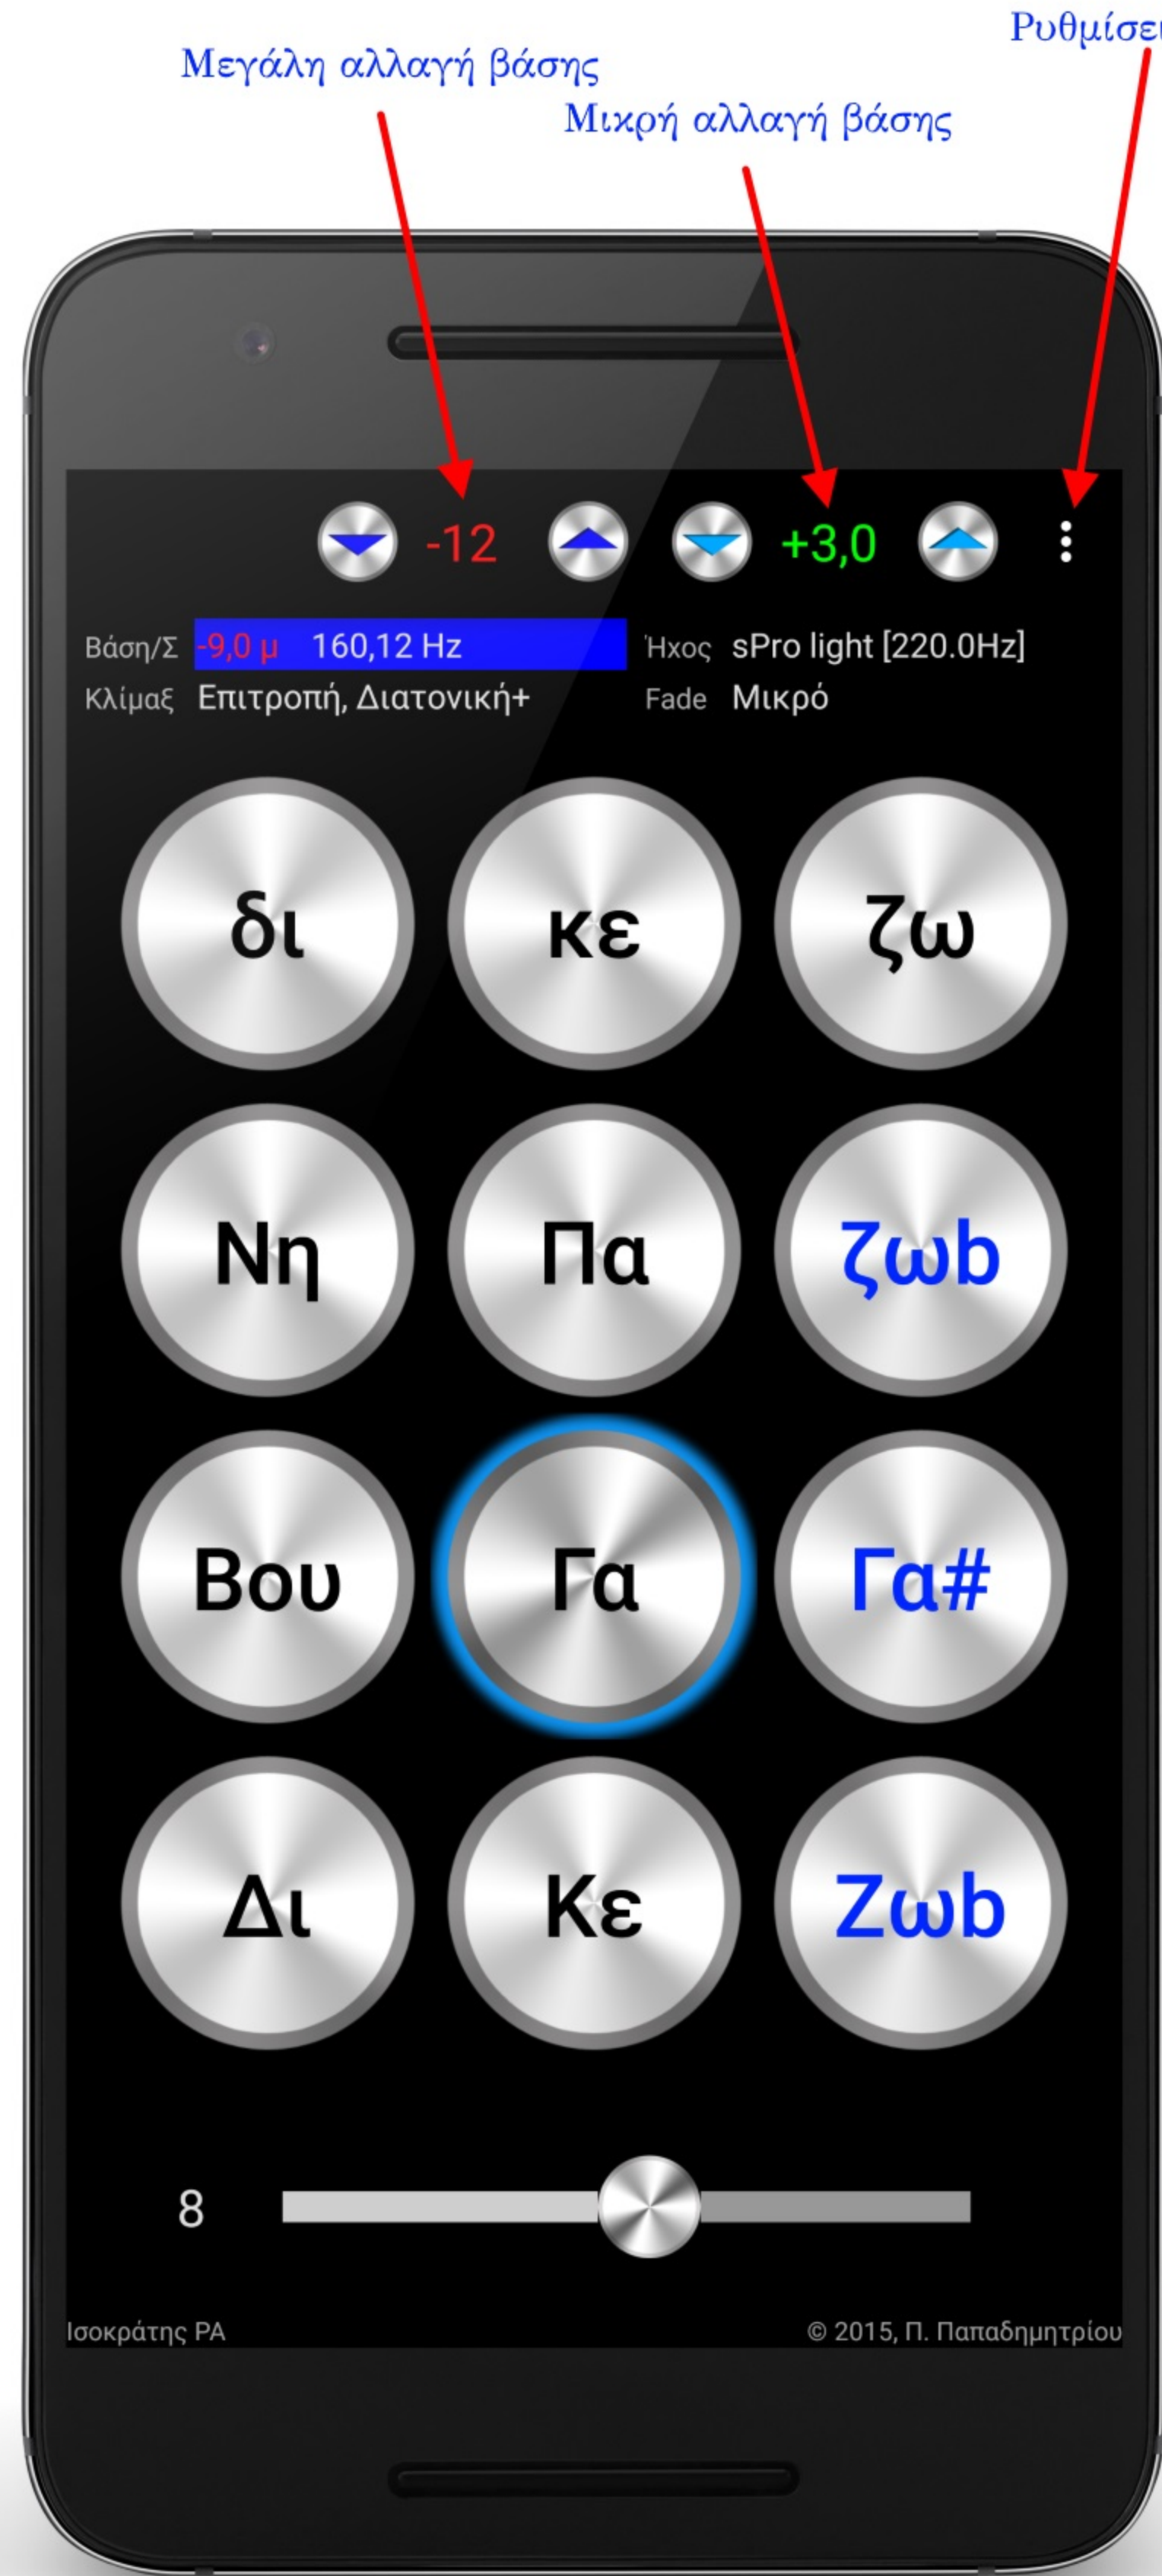 Ρυθμίσει
Μεγάλη αλλαγή βάσης
Μικρή αλλαγή βάσης
-12 +3,0
Βάση/Σ -9,0 μ 160,12 Hz Ήχος sPro light [220.0Hz]
Κλίμαξ Επιτροπή, Διατονική+ Fade Μικρό
δι κε ζω
Νη Πα ζωb
Βου Γα Γα#
Δι Κε Ζωb
8
Ισοκράτης PA © 2015, Π. Παπαδημητρίου